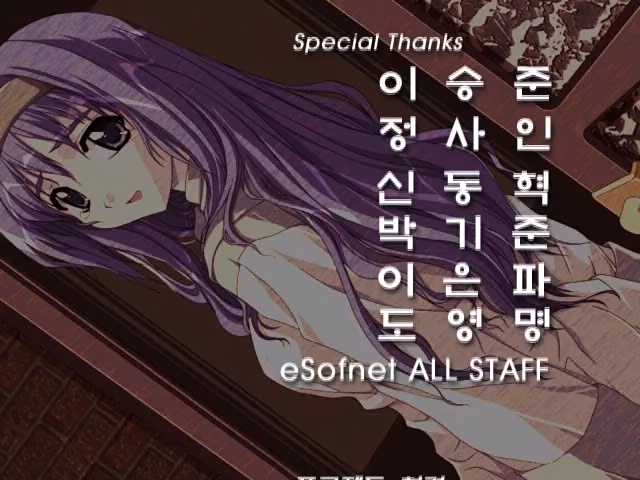 Special Thanks
이 승 준
정 사 인
신 동 혁
박 기 준
이 은 파
도 영 명
eSofnet ALL STAFF